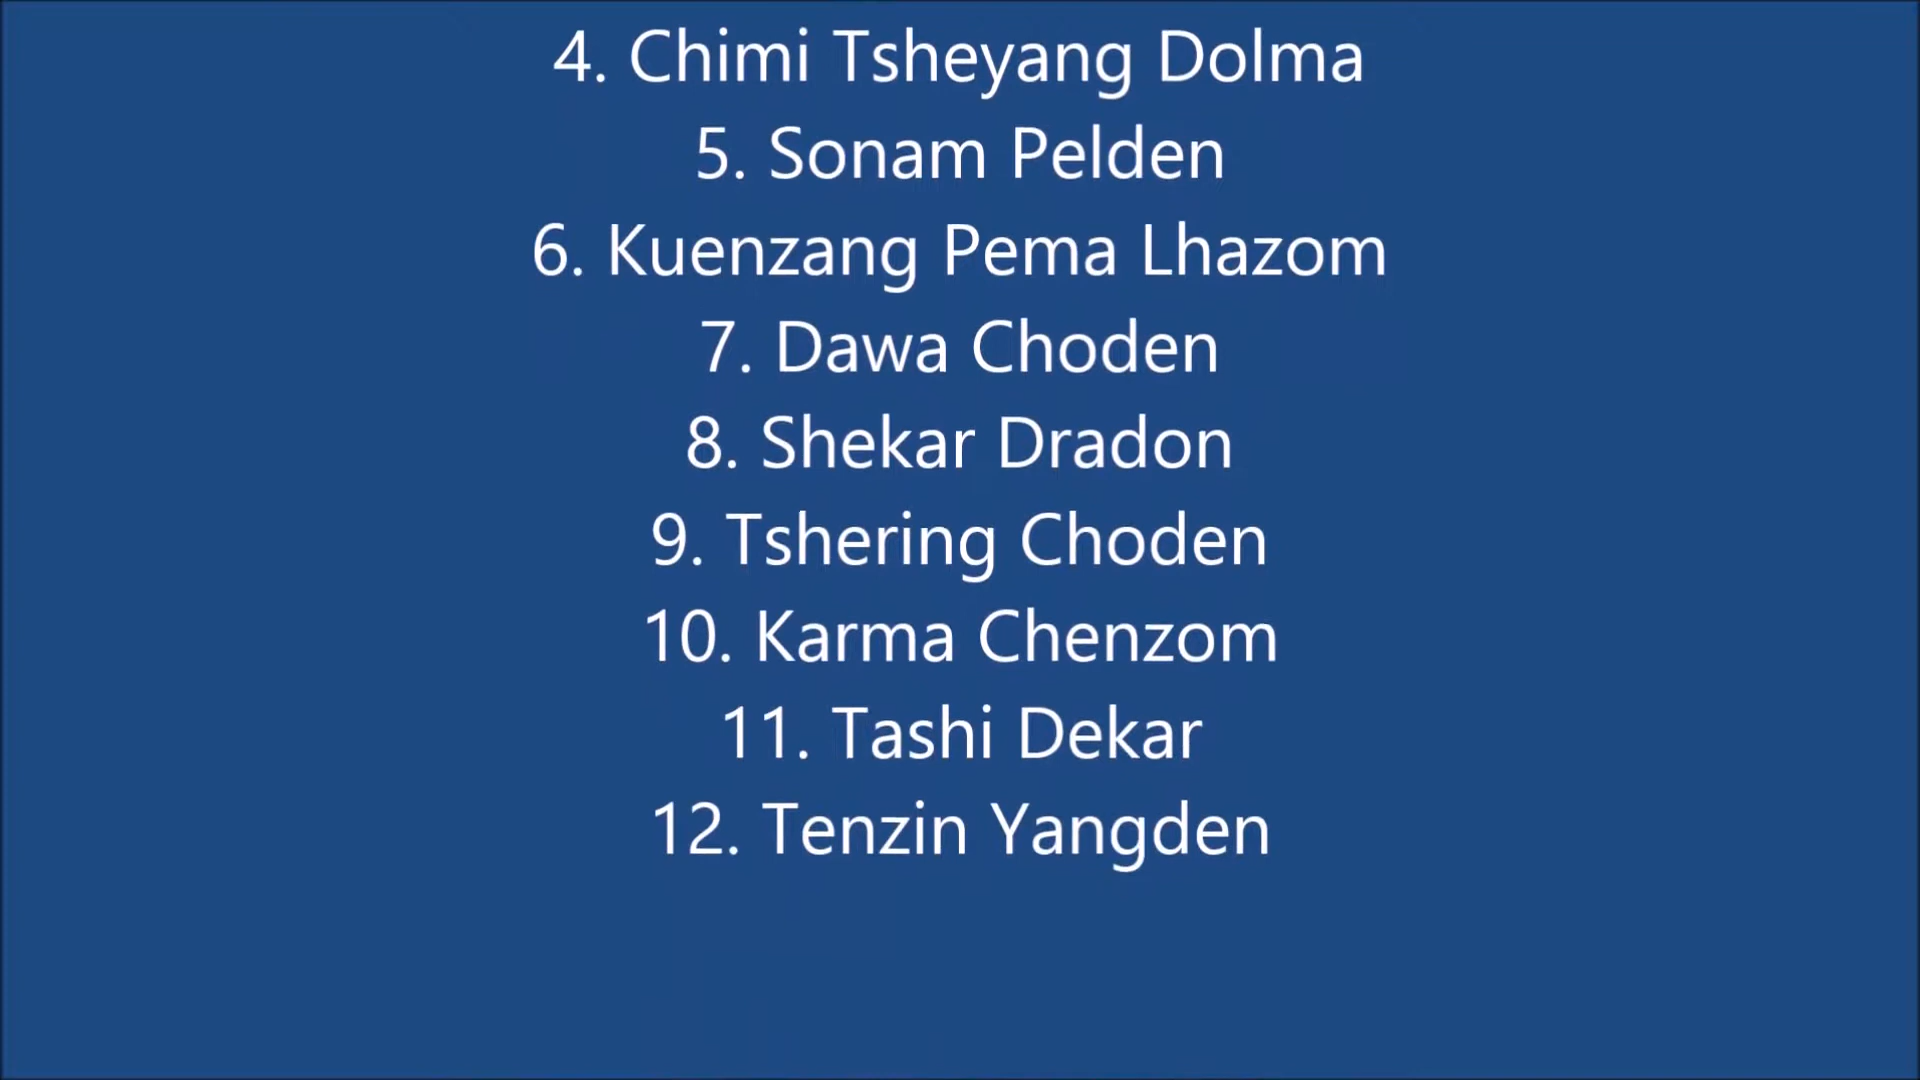 4. Chimi Tsheyang Dolma
5. Sonam Pelden
6. Kuenzang Pema Lhazom
7. Dawa Choden
8. Shekar Dradon
9. Tshering Choden
10. Karma Chenzom
11. Tashi Dekar
12. Tenzin Yangden